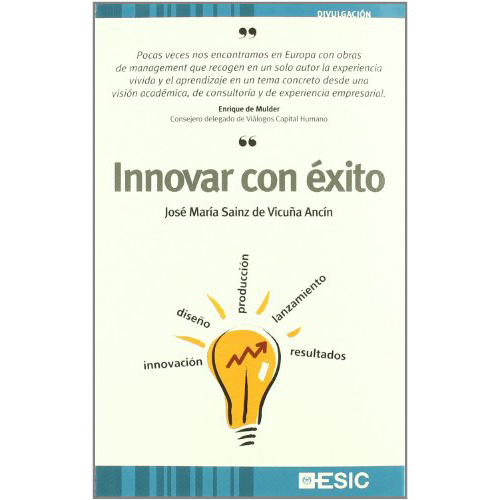 DIVULGACIÓN
”
Pocas veces nos encontramos en Europa con obras
de management que recogen en un solo autor la experiencia
vivida y el aprendizaje en un tema concreto desde una
visión académica, de consultoría y de experiencia empresarial.
Enrique de Mulder
Consejero delegado de Viálogos Capital Humano
“
Innovar con éxito
José María Sainz de Vicuña Ancín
producción
lanzamiento
diseño
innovación
resultados
ESIC